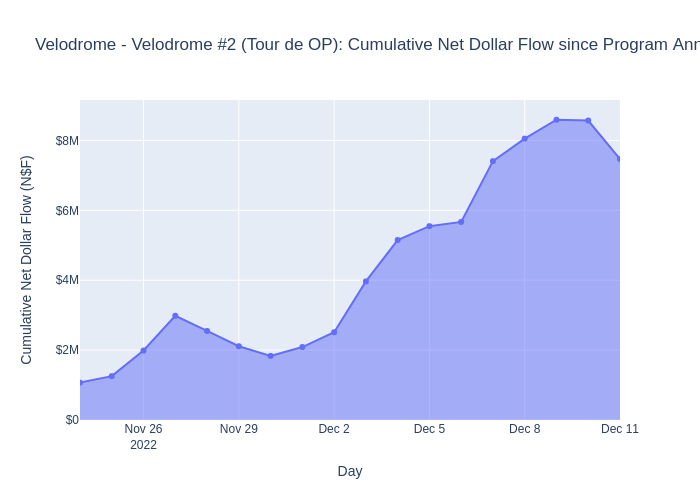 Velodrome - Velodrome #2 (Tour de OP): Cumulative Net Dollar Flow since Program Ann
Cumulative Net Dollar Flow (N$F)
$8M
$6M
$4M
$2M
$0
Nov 26 Nov 29 Dec 2 Dec 5 Dec 8 Dec 11
2022
Day